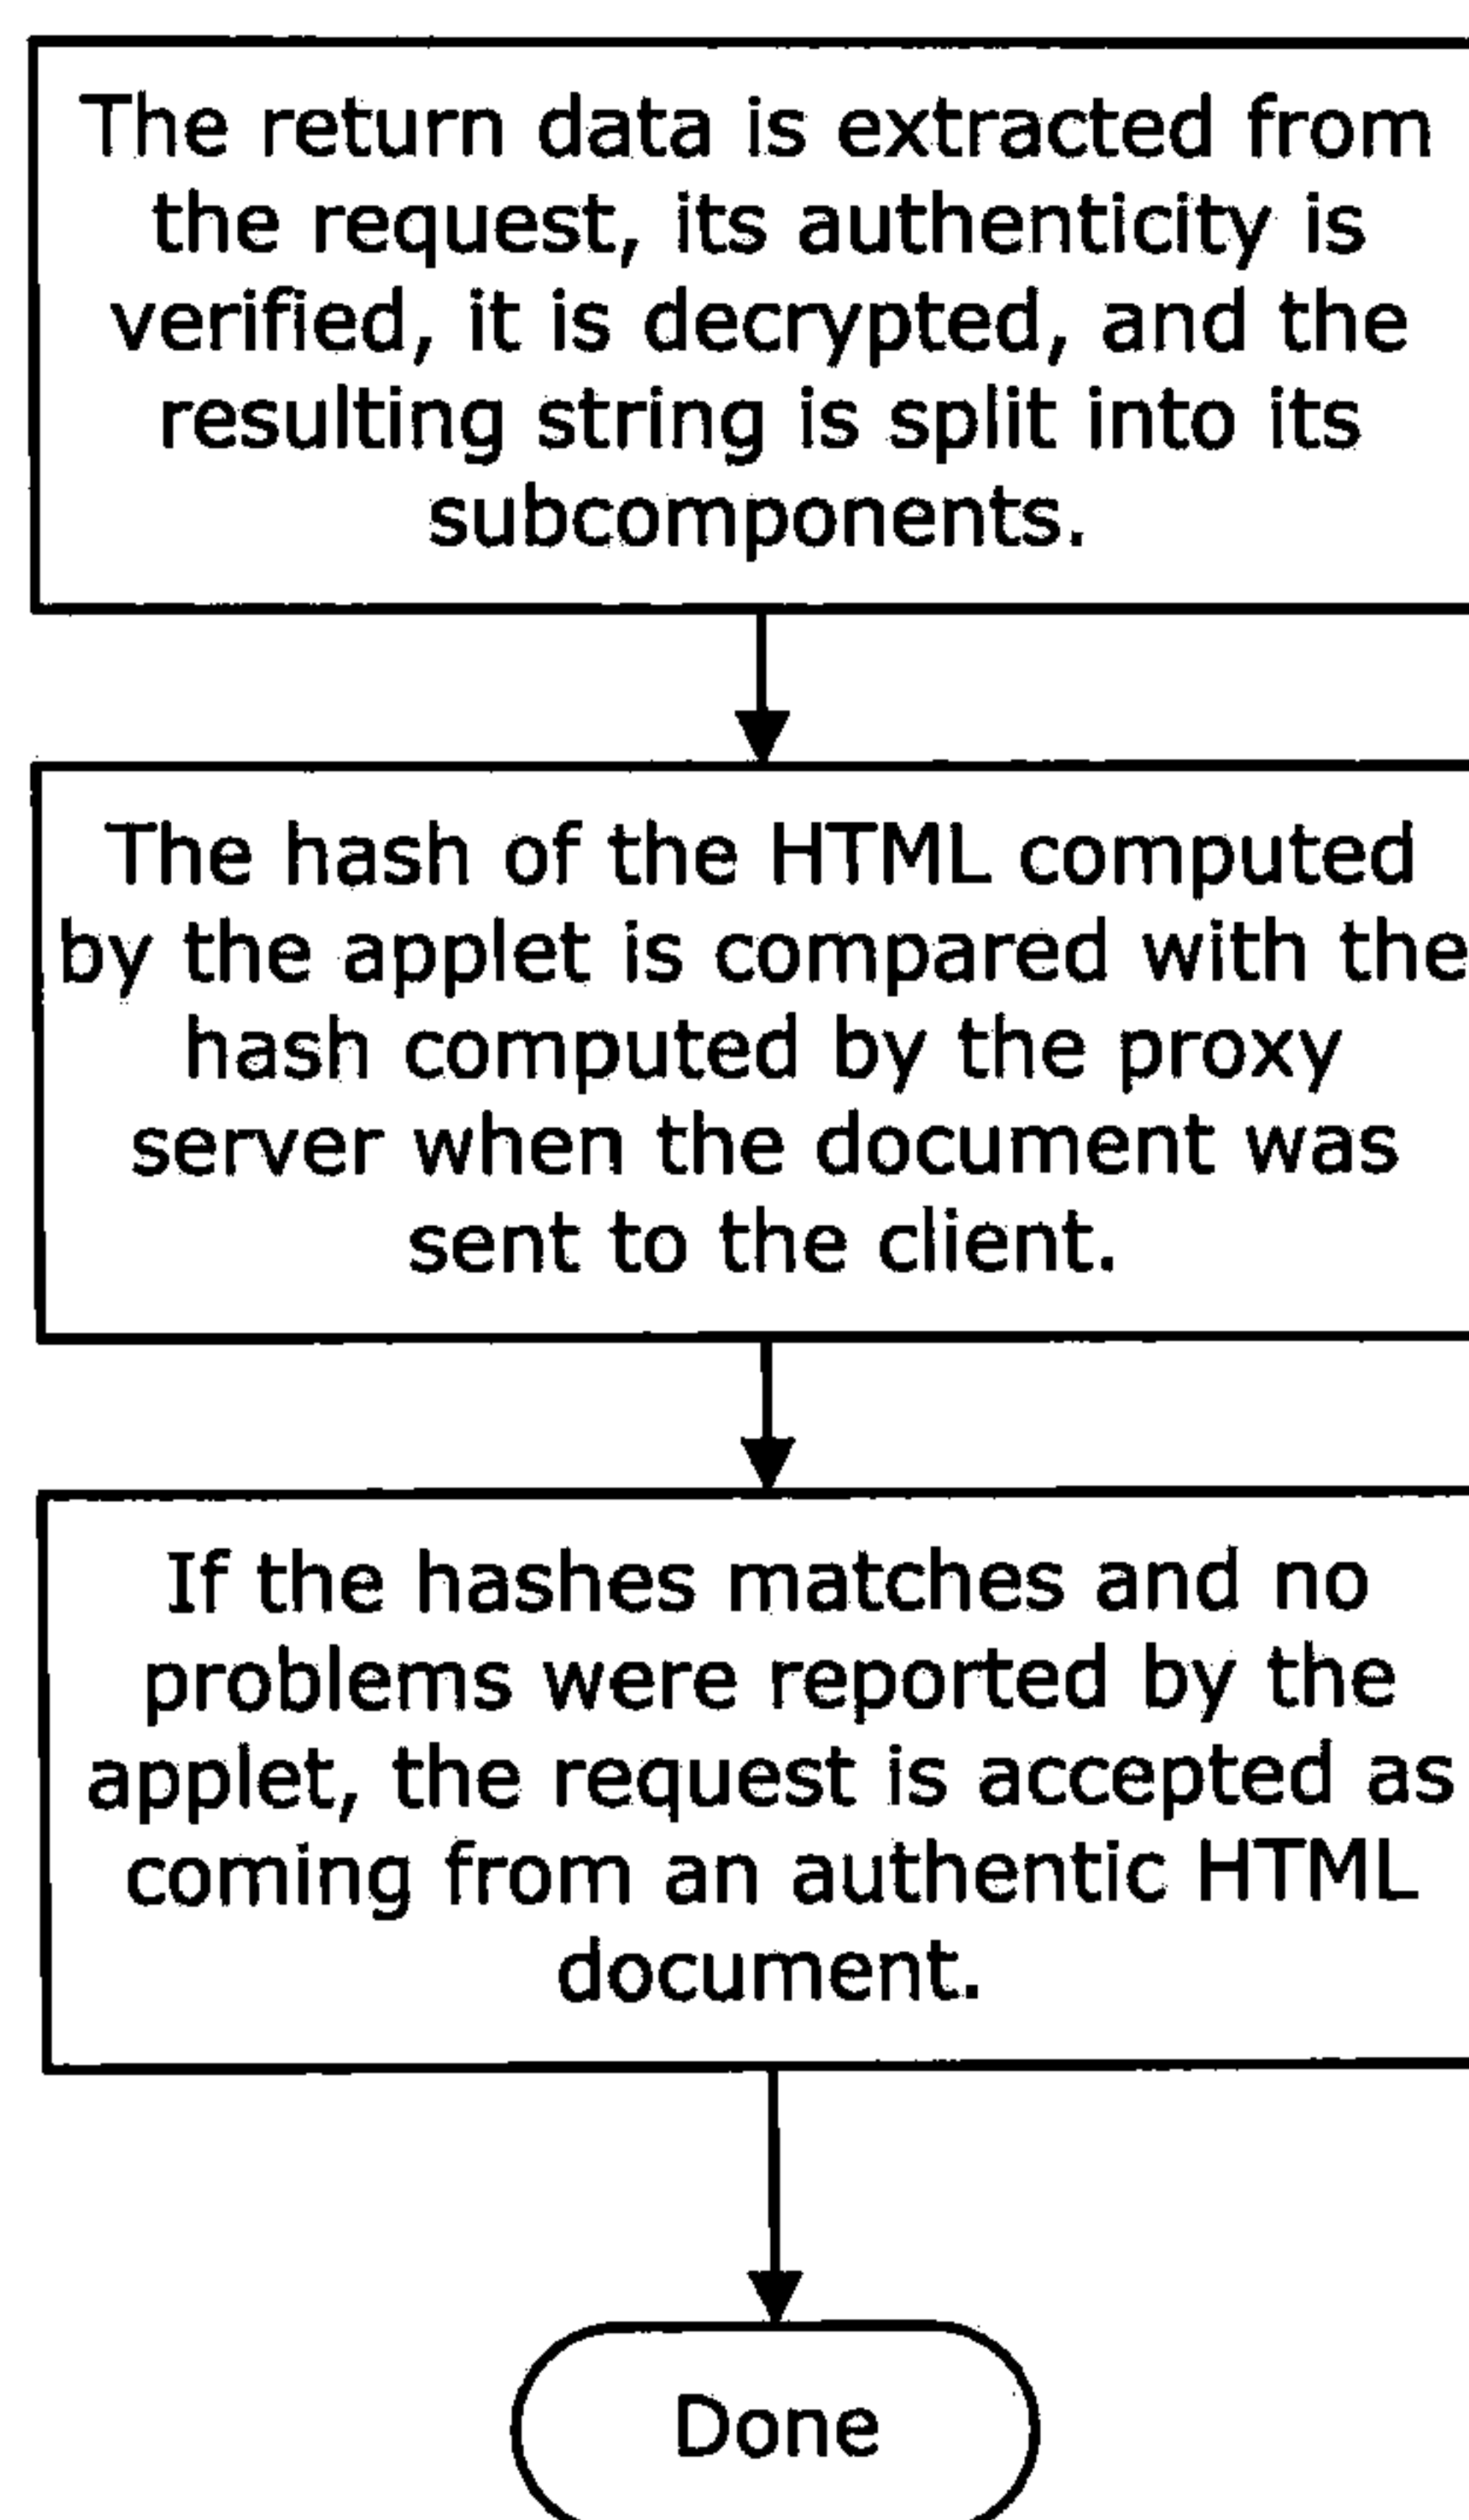 The return data is extracted from
the request, its authenticity is
verified, it is decrypted, and the
resulting string is split into its
subcomponents.
The hash of the HTML computed
by the applet is compared with the
hash computed by the proxy
server when the document was
sent to the client.
If the hashes matches and no
problems were reported by the
applet, the request is accepted as
coming from an authentic HTML
document.
Done